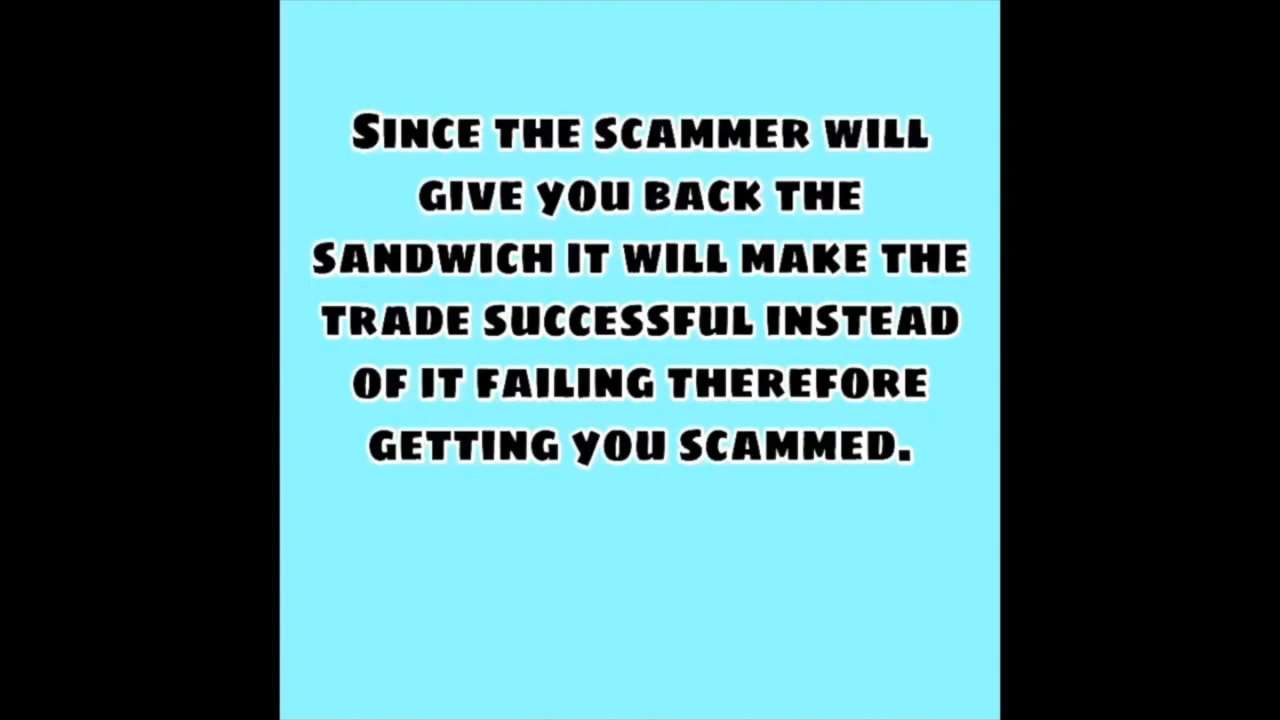 Since the scammer will
give you back the
sandwich it will make the
trade successful instead
of it failing therefore
getting you scammed.